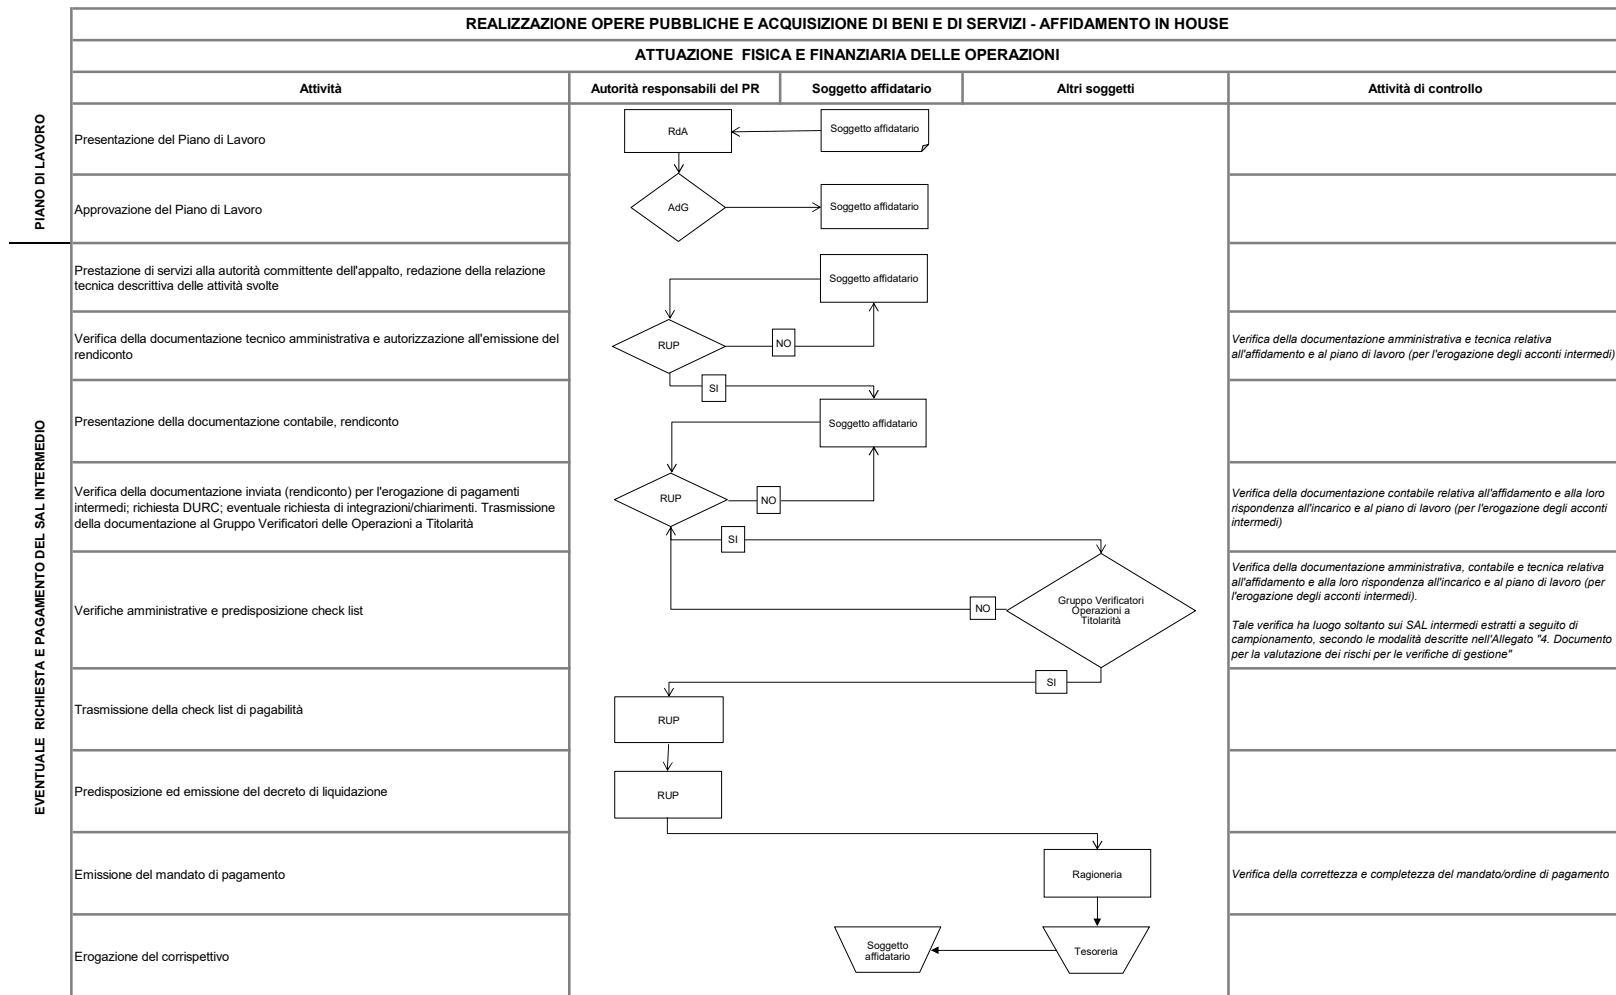 REALIZZAZIONE OPERE PUBBLICHE E ACQUISIZIONE DI BENI E DI SERVIZI - AFFIDAMENTO IN HOUSE
ATTUAZIONE FISICA E FINANZIARIA DELLE OPERAZIONI
Attività
Autorità responsabili del PR
Soggetto affidatario
Altri soggetti
Attività di controllo
PIANO DI LAVORO
Presentazione del Piano di Lavoro
RdA
Soggetto affidatario
Approvazione del Piano di Lavoro
AdG
Soggetto affidatario
EVENTUALE RICHIESTA E PAGAMENTO DEL SAL INTERMEDIO
Prestazione di servizi alla autorità committente dell'appalto, redazione della relazione
tecnica descrittiva delle attività svolte
Soggetto affidatario
Verifica della documentazione tecnico amministrativa e autorizzazione all'emissione del
rendiconto
RUP
NO
SI
Verifica della documentazione amministrativa e tecnica relativa
all'affidamento e al piano di lavoro (per l'erogazione degli acconti intermedi)
Presentazione della documentazione contabile, rendiconto
Soggetto affidatario
Verifica della documentazione inviata (rendiconto) per l'erogazione di pagamenti
intermedi; richiesta DURC; eventuale richiesta di integrazioni/chiarimenti. Trasmissione
della documentazione al Gruppo Verificatori delle Operazioni a Titolarità
RUP
NO
SI
Verifica della documentazione contabile relativa all'affidamento e alla loro
rispondenza all'incarico e al piano di lavoro (per l'erogazione degli acconti
intermedi)
Verifiche amministrative e predisposizione check list
NO
Gruppo Verificatori
Operazioni a
Titolarità
Verifica della documentazione amministrativa, contabile e tecnica relativa
all'affidamento e alla loro rispondenza all'incarico e al piano di lavoro (per
l'erogazione degli acconti intermedi).
Tale verifica ha luogo soltanto sui SAL intermedi estratti a seguito di
campionamento, secondo le modalità descritte nell'Allegato "4. Documento
per la valutazione dei rischi per le verifiche di gestione"
SI
Trasmissione della check list di pagabilità
RUP
Predisposizione ed emissione del decreto di liquidazione
RUP
Emissione del mandato di pagamento
Ragioneria
Verifica della correttezza e completezza del mandato/ordine di pagamento
Erogazione del corrispettivo
Soggetto
affidatario
Tesoreria